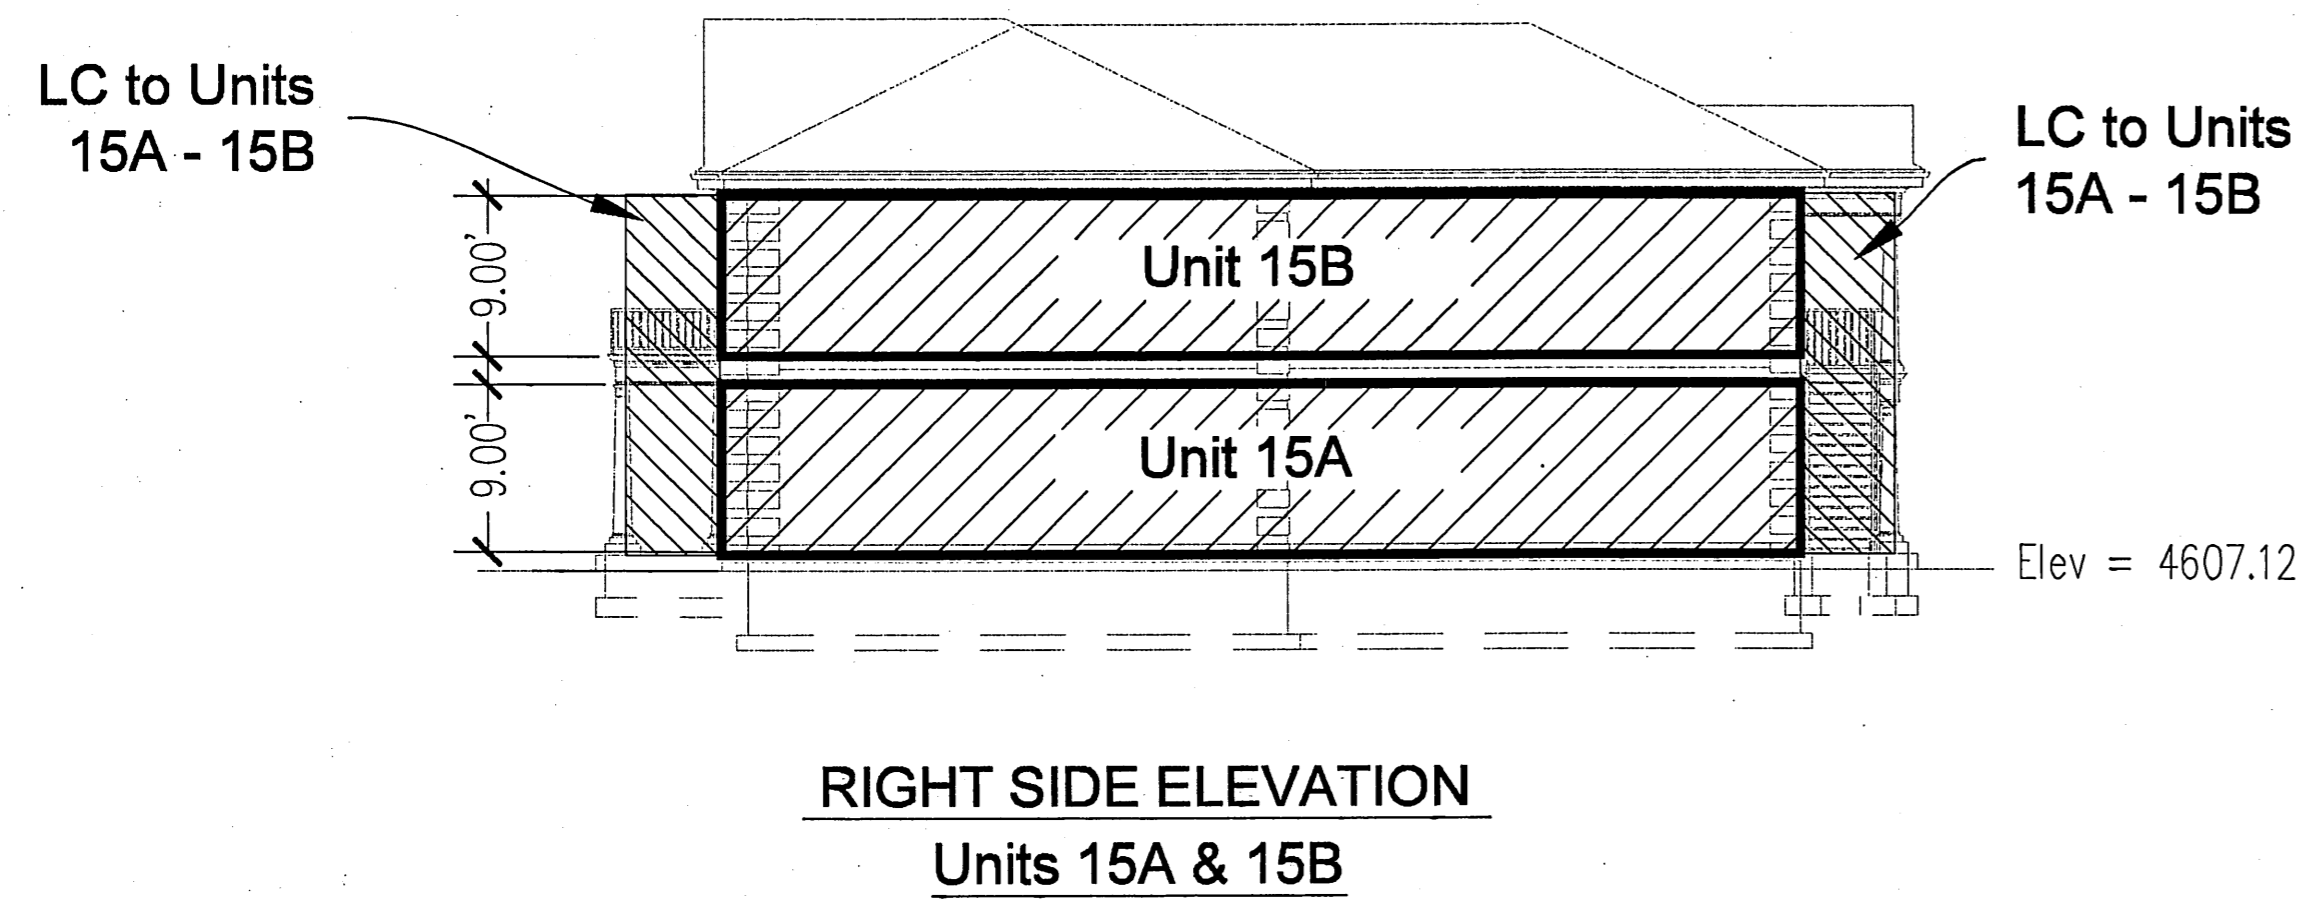 LC to Units
15A - 15B
LC to Units
15A - 15B
9.00'
Unit 15B
9.00'
Unit 15A
Elev = 4607.12
RIGHT SIDE ELEVATION
Units 15A & 15B